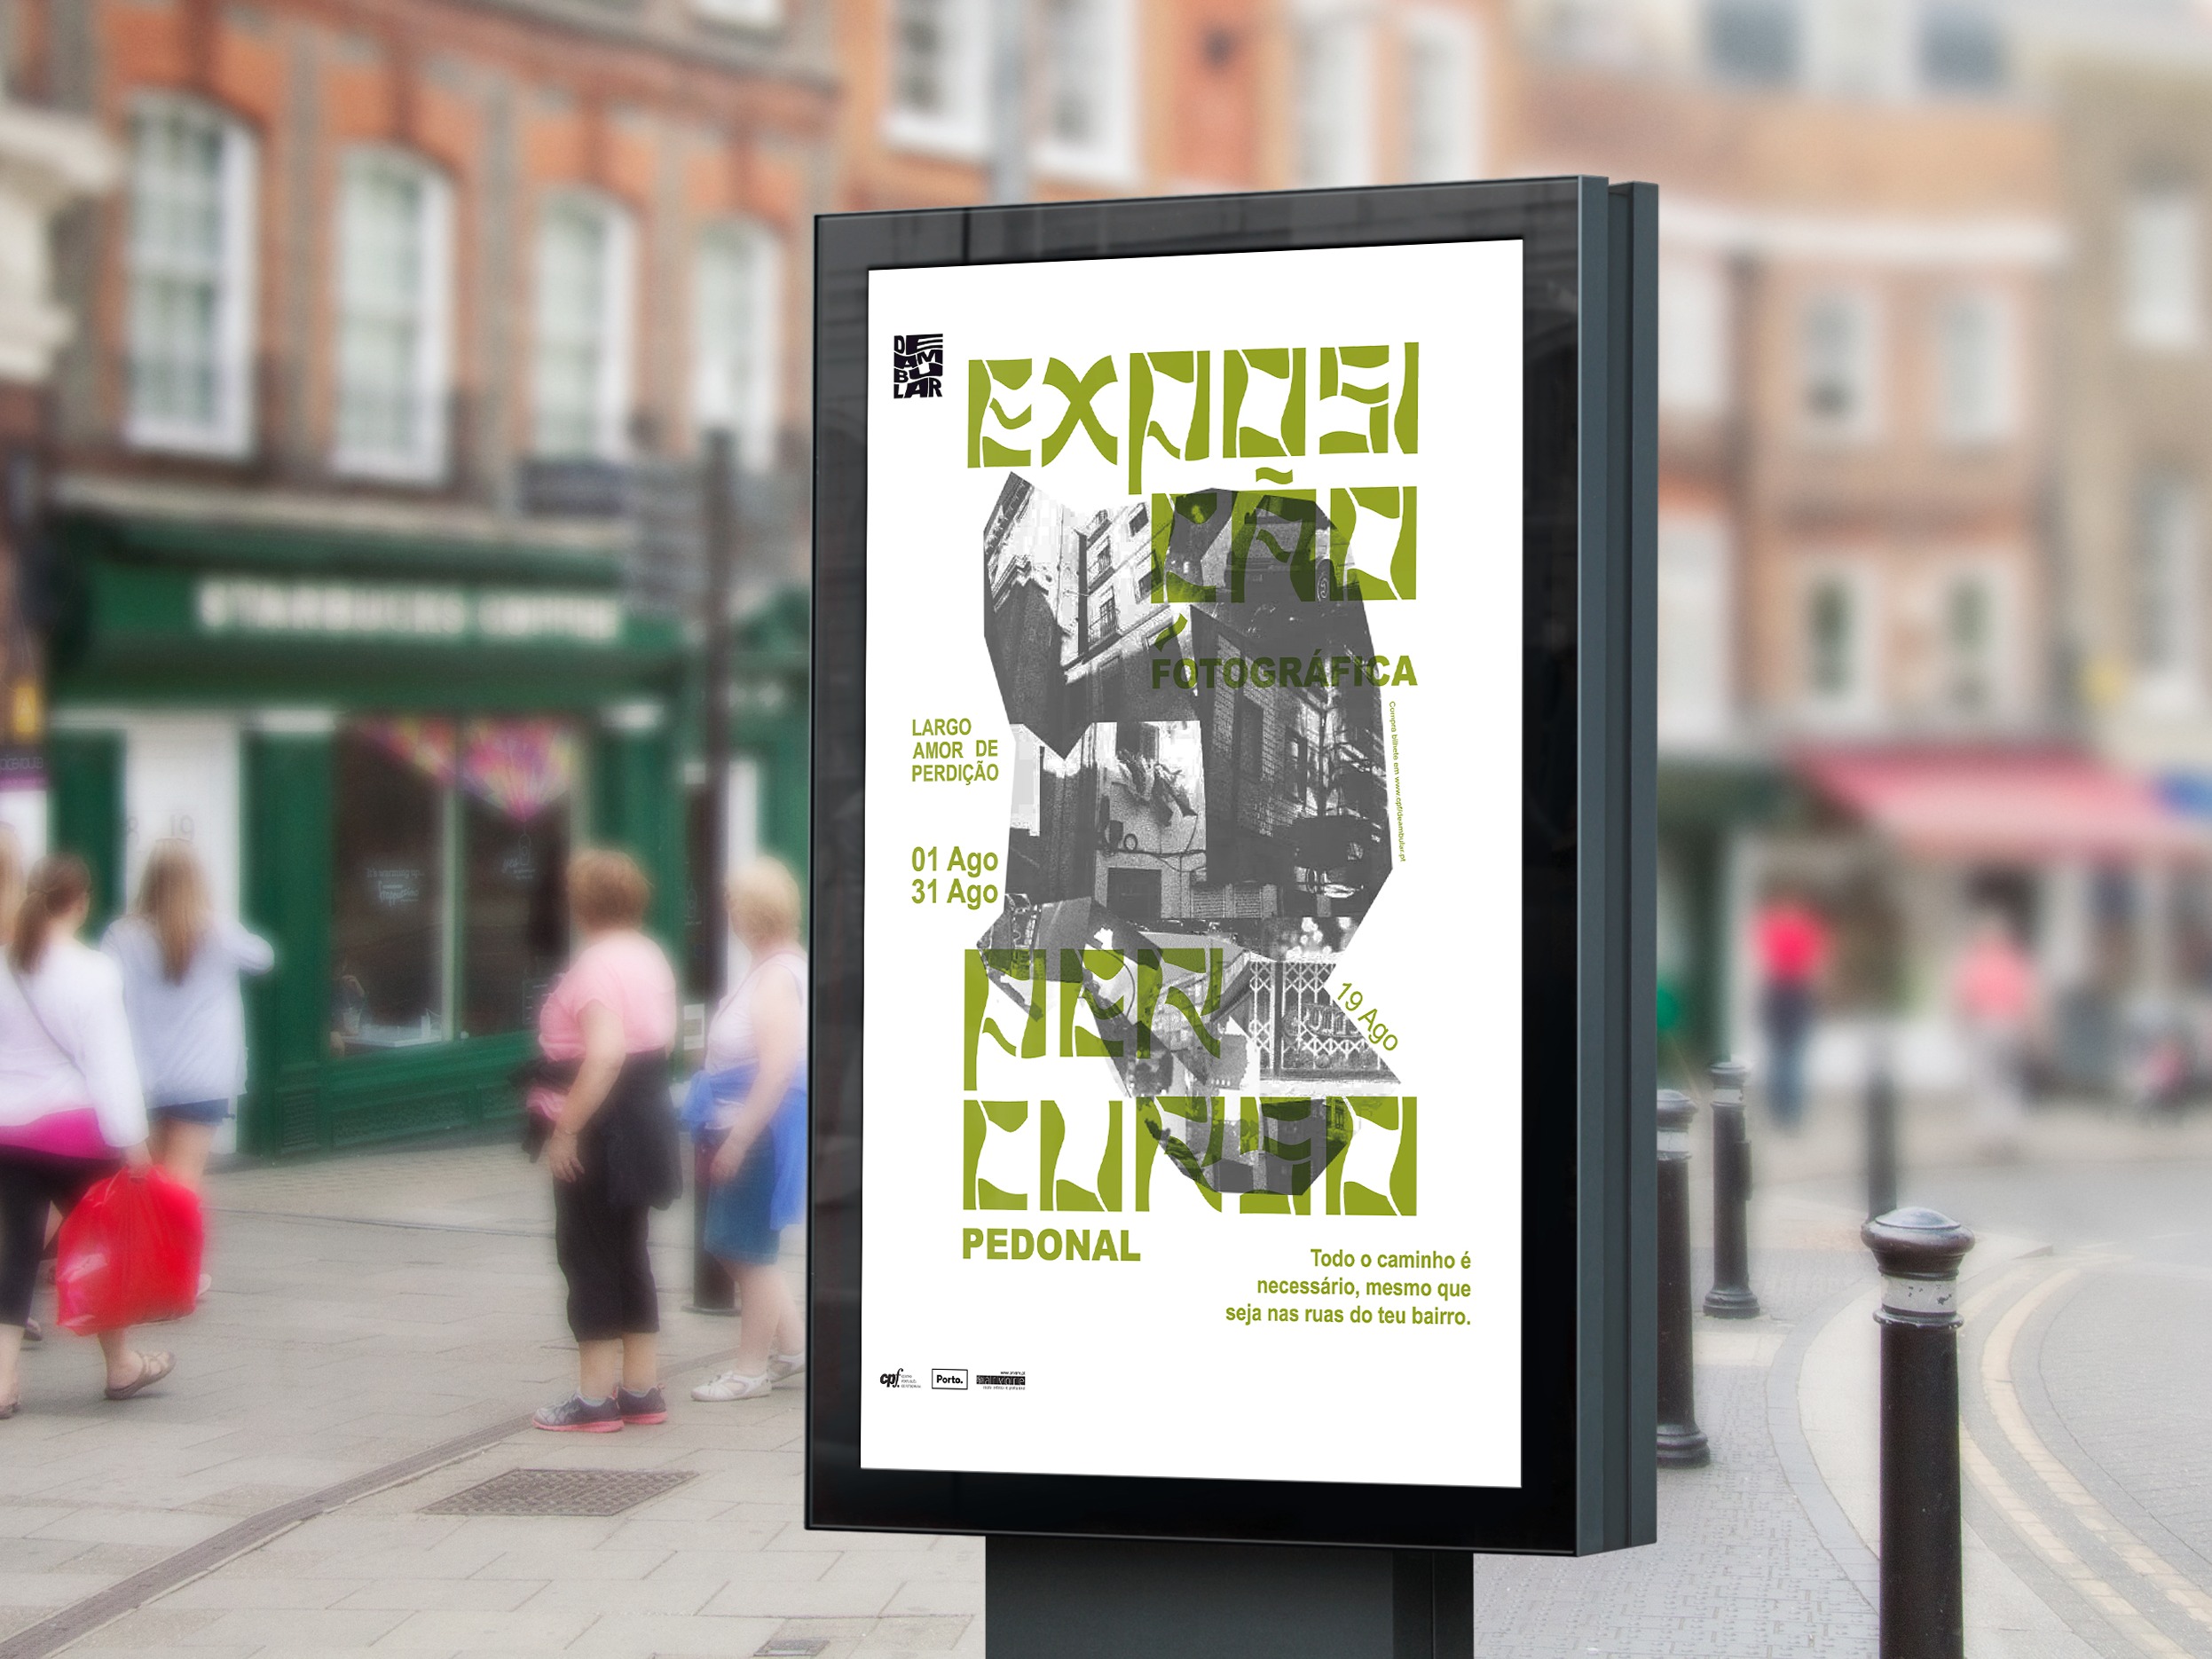 DE
AM
BU
LAR
EXPOSI
ÇÃO
FOTOGRÁFICA
LARGO
AMOR DE
PERDIÇÃO
Compra bilhete em www.cpf/deambular.pt
01 Ago
31 Ago
PER
19 Ago
CURSO
PEDONAL
Todo o caminho é
necessário, mesmo que
seja nas ruas do teu bairro.
cpf
Porto.
STARBUCKS COFFEE
19